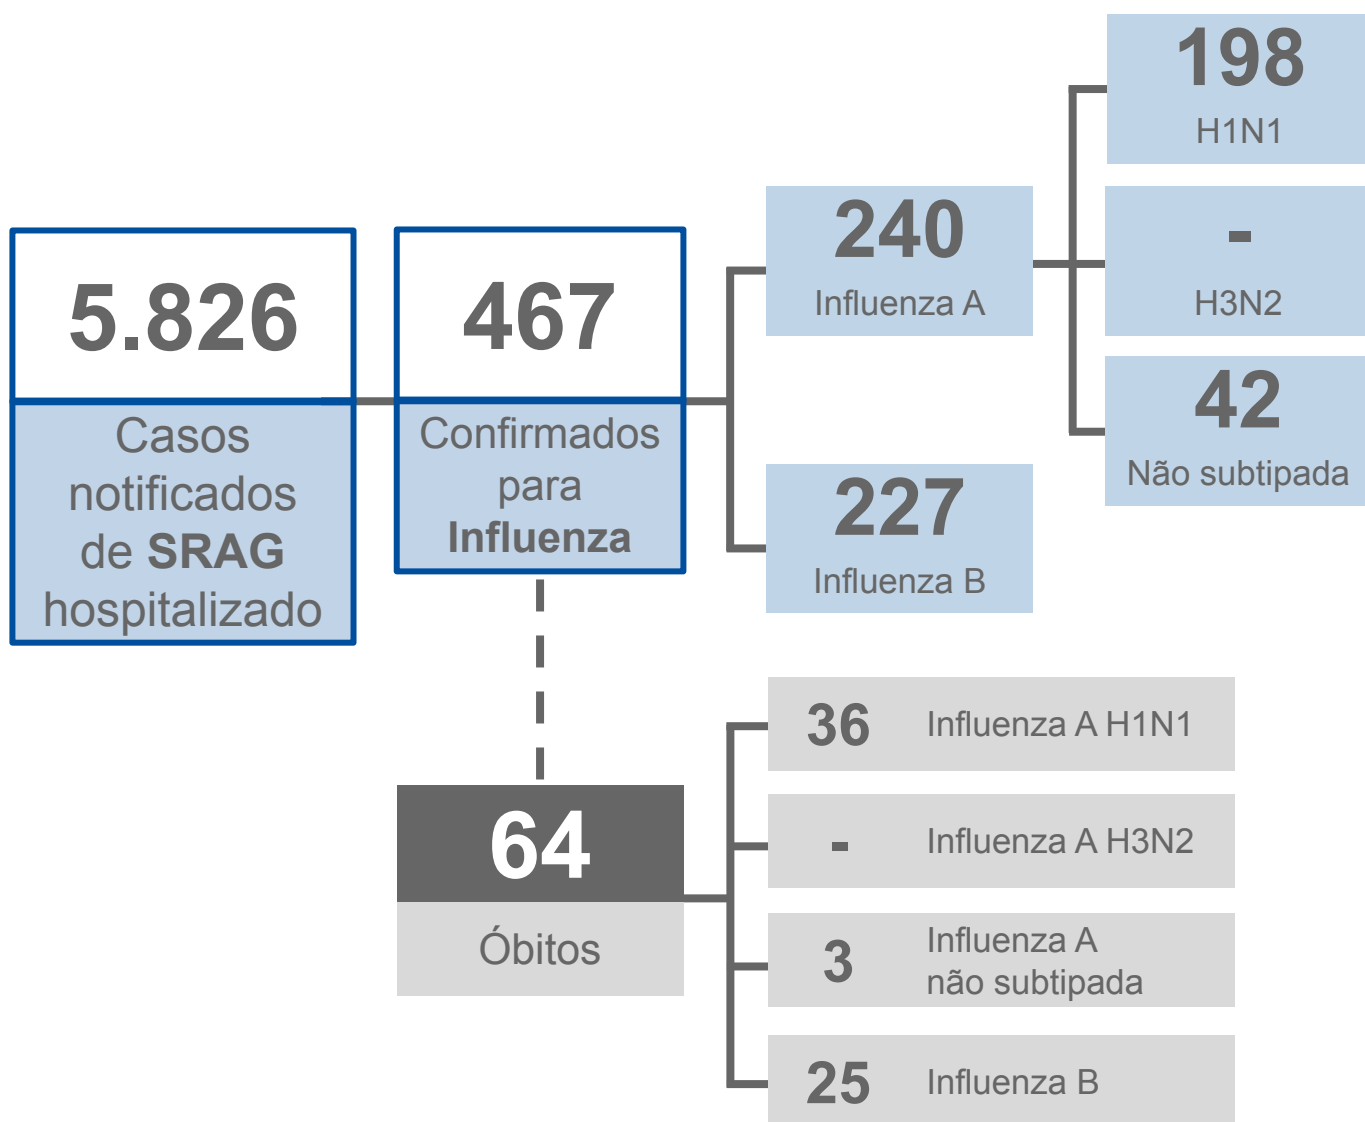 5.826
Casos
notificados
de SRAG
hospitalizado
467
Confirmados
para
Influenza
240
Influenza A
227
Influenza B
198
H1N1
-
H3N2
42
Não subtipada
64
Óbitos
36 Influenza A H1N1
- Influenza A H3N2
3 Influenza A
não subtipada
25 Influenza B